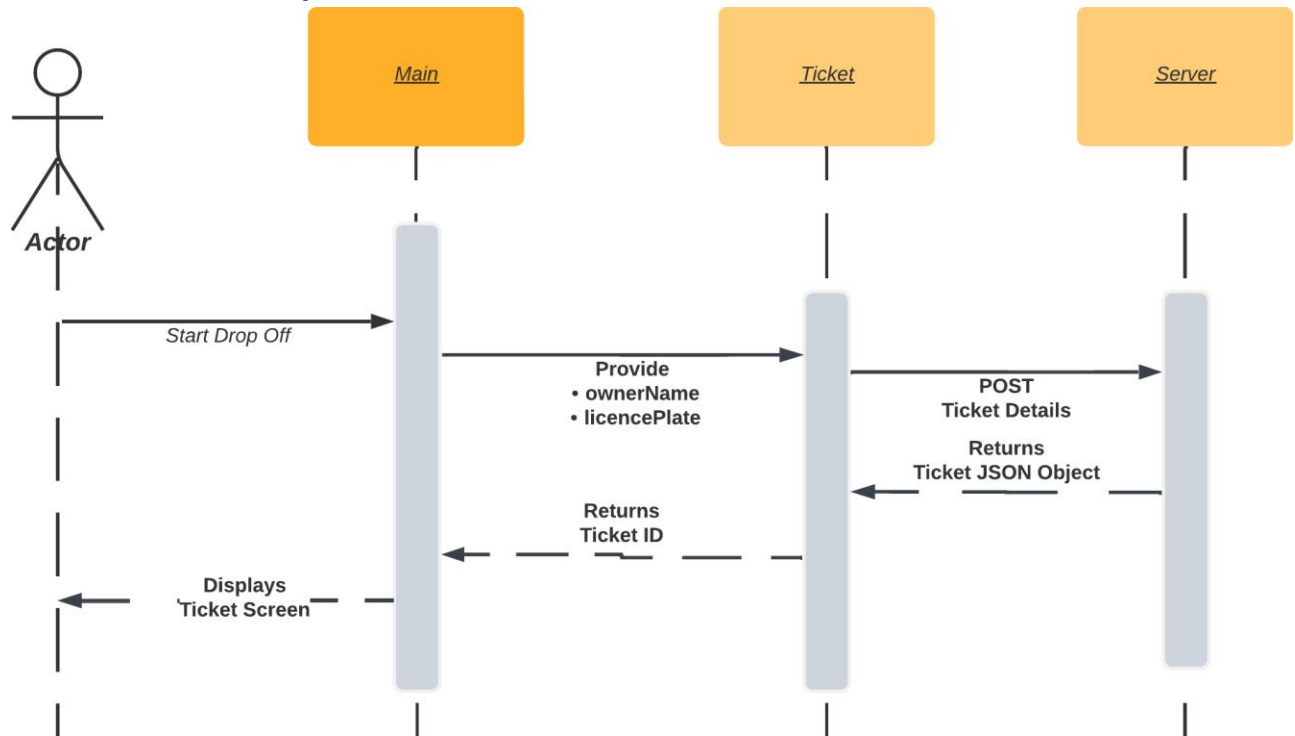 Main
Ticket
Server
Actor
Start Drop Off
Provide
• ownerName
• licencePlate
POST
Ticket Details
Returns
Ticket JSON Object
Returns
Ticket ID
Displays
Ticket Screen